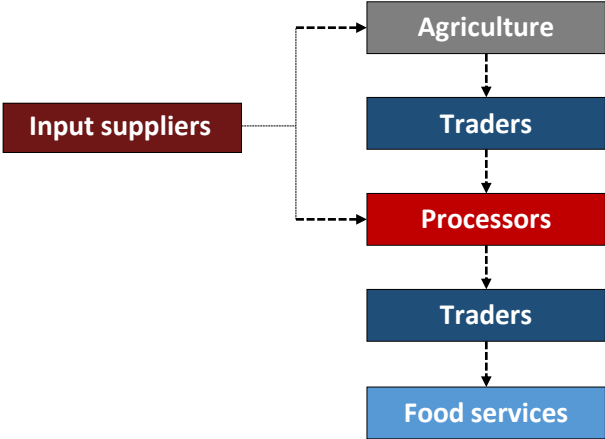 Agriculture
Input suppliers
Traders
Processors
Traders
Food services